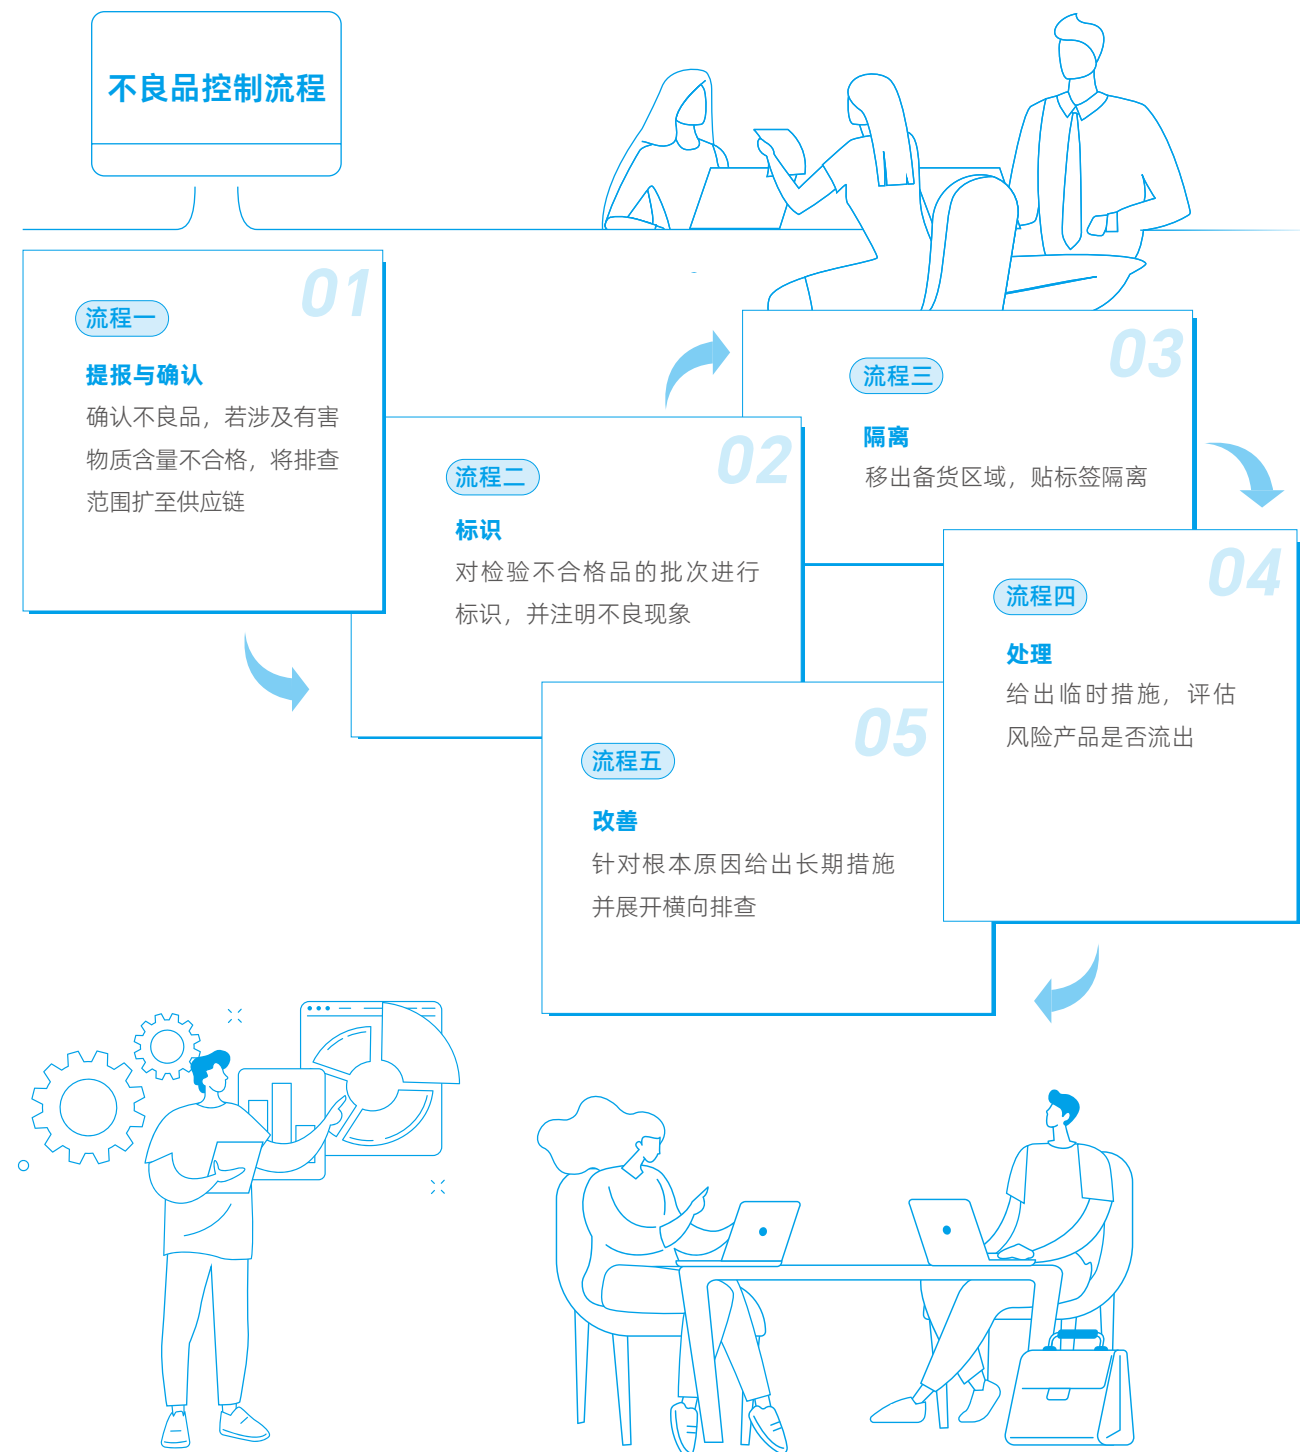 不良品控制流程
01
流程一
提报与确认
确认不良品，若涉及有害
物质含量不合格，将排查
范围扩至供应链
02
流程二
标识
对检验不合格品的批次进行
标识，并注明不良现象
03
流程三
隔离
移出备货区域，贴标签隔离
04
流程四
处理
给出临时措施，评估
风险产品是否流出
05
流程五
改善
针对根本原因给出长期措施
并展开横向排查